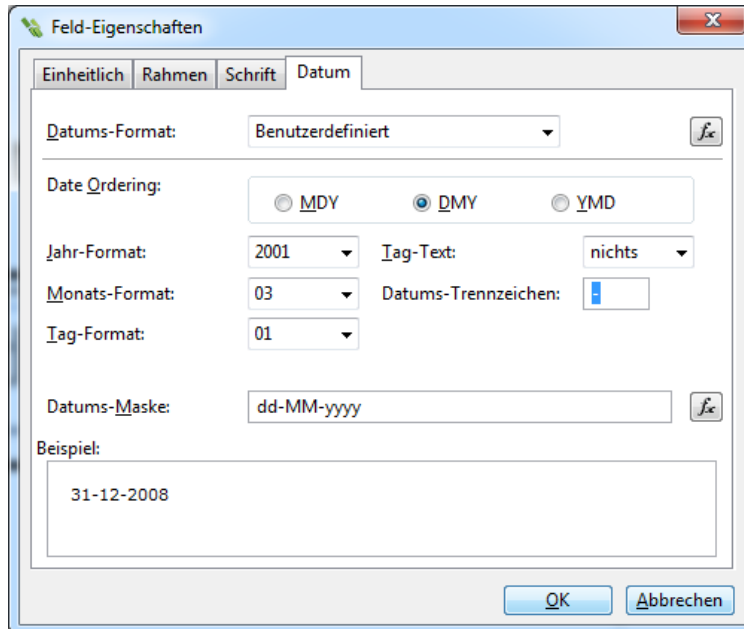 Feld-Eigenschaften
Einheitlich Rahmen Schrift Datum
Datums-Format: Benutzerdefiniert fx
Date Ordering: MDY DMY YMD
Jahr-Format: 2001 Tag-Text: nichts
Monats-Format: 03 Datums-Trennzeichen: -
Tag-Format: 01
Datums-Maske: dd-MM-yyyy fx
Beispiel:
31-12-2008
OK Abbrechen